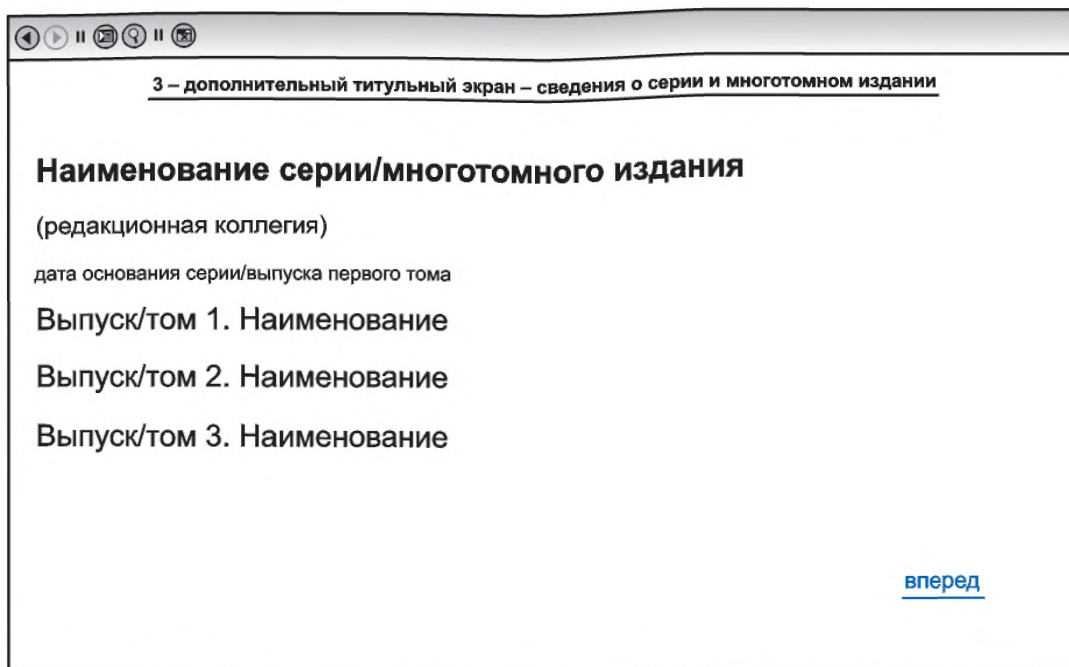 3 – дополнительный титульный экран – сведения о серии и многотомном издании
Наименование серии/многотомного издания
(редакционная коллегия)
дата основания серии/выпуска первого тома
Выпуск/том 1. Наименование
Выпуск/том 2. Наименование
Выпуск/том 3. Наименование
вперед